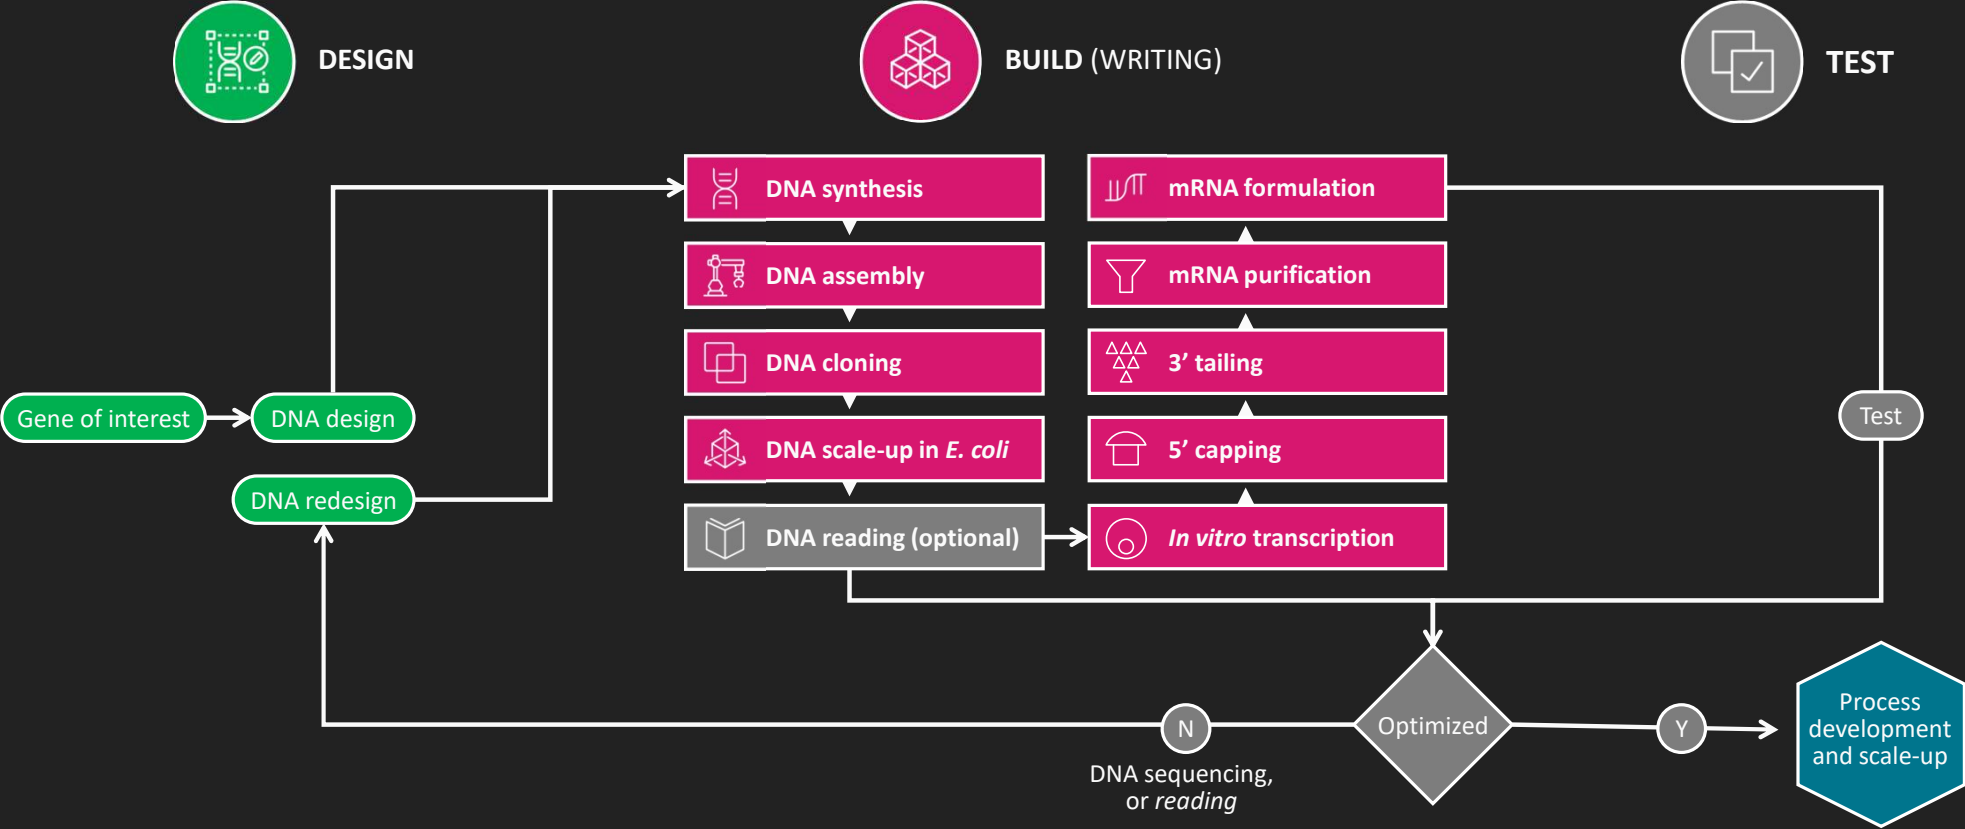 DESIGN
BUILD (WRITING)
TEST
DNA synthesis
DNA assembly
DNA cloning
DNA scale-up in E. coli
DNA reading (optional)
mRNA formulation
mRNA purification
3’ tailing
5’ capping
In vitro transcription
Gene of interest
DNA design
DNA redesign
Test
Optimized
N
DNA sequencing,
or reading
Y
Process
development
and scale-up